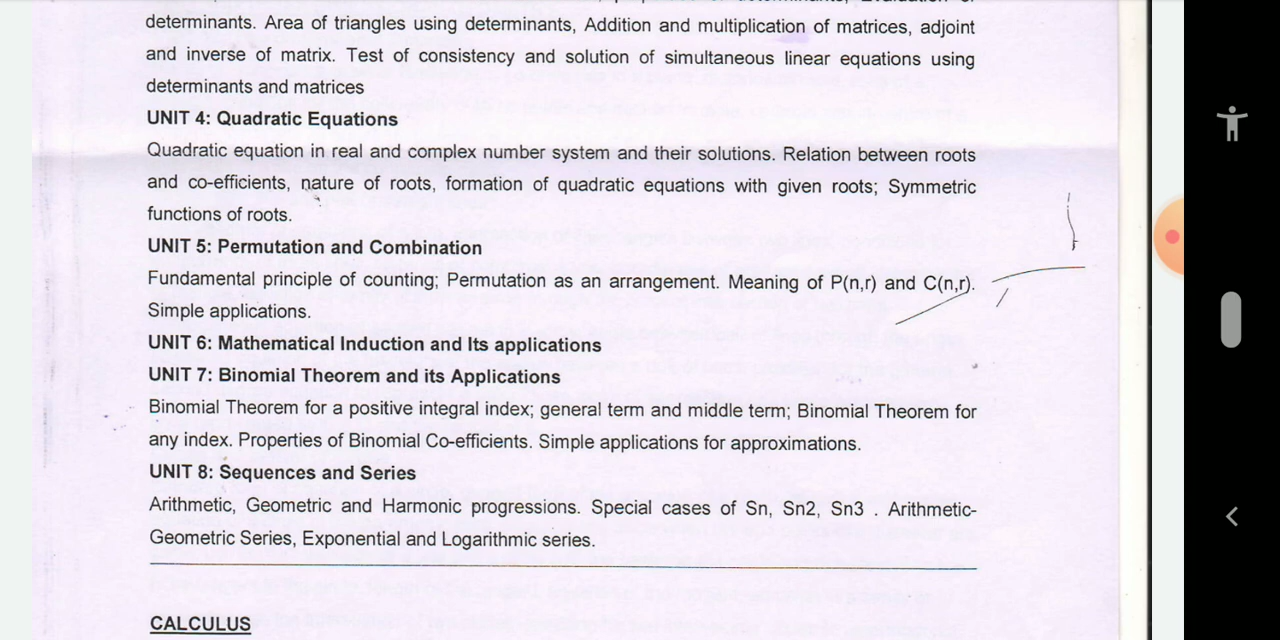 determinants. Area of triangles using determinants, Addition and multiplication of matrices, adjoint
and inverse of matrix. Test of consistency and solution of simultaneous linear equations using
determinants and matrices
UNIT 4: Quadratic Equations
Quadratic equation in real and complex number system and their solutions. Relation between roots
and co-efficients, nature of roots, formation of quadratic equations with given roots; Symmetric
functions of roots.
UNIT 5: Permutation and Combination
Fundamental principle of counting; Permutation as an arrangement. Meaning of P(n,r) and C(n,r).
Simple applications.
UNIT 6: Mathematical Induction and Its applications
UNIT 7: Binomial Theorem and its Applications
Binomial Theorem for a positive integral index; general term and middle term; Binomial Theorem for
any index. Properties of Binomial Co-efficients. Simple applications for approximations.
UNIT 8: Sequences and Series
Arithmetic, Geometric and Harmonic progressions. Special cases of Sn, Sn2, Sn3 . Arithmetic-
Geometric Series, Exponential and Logarithmic series.
CALCULUS